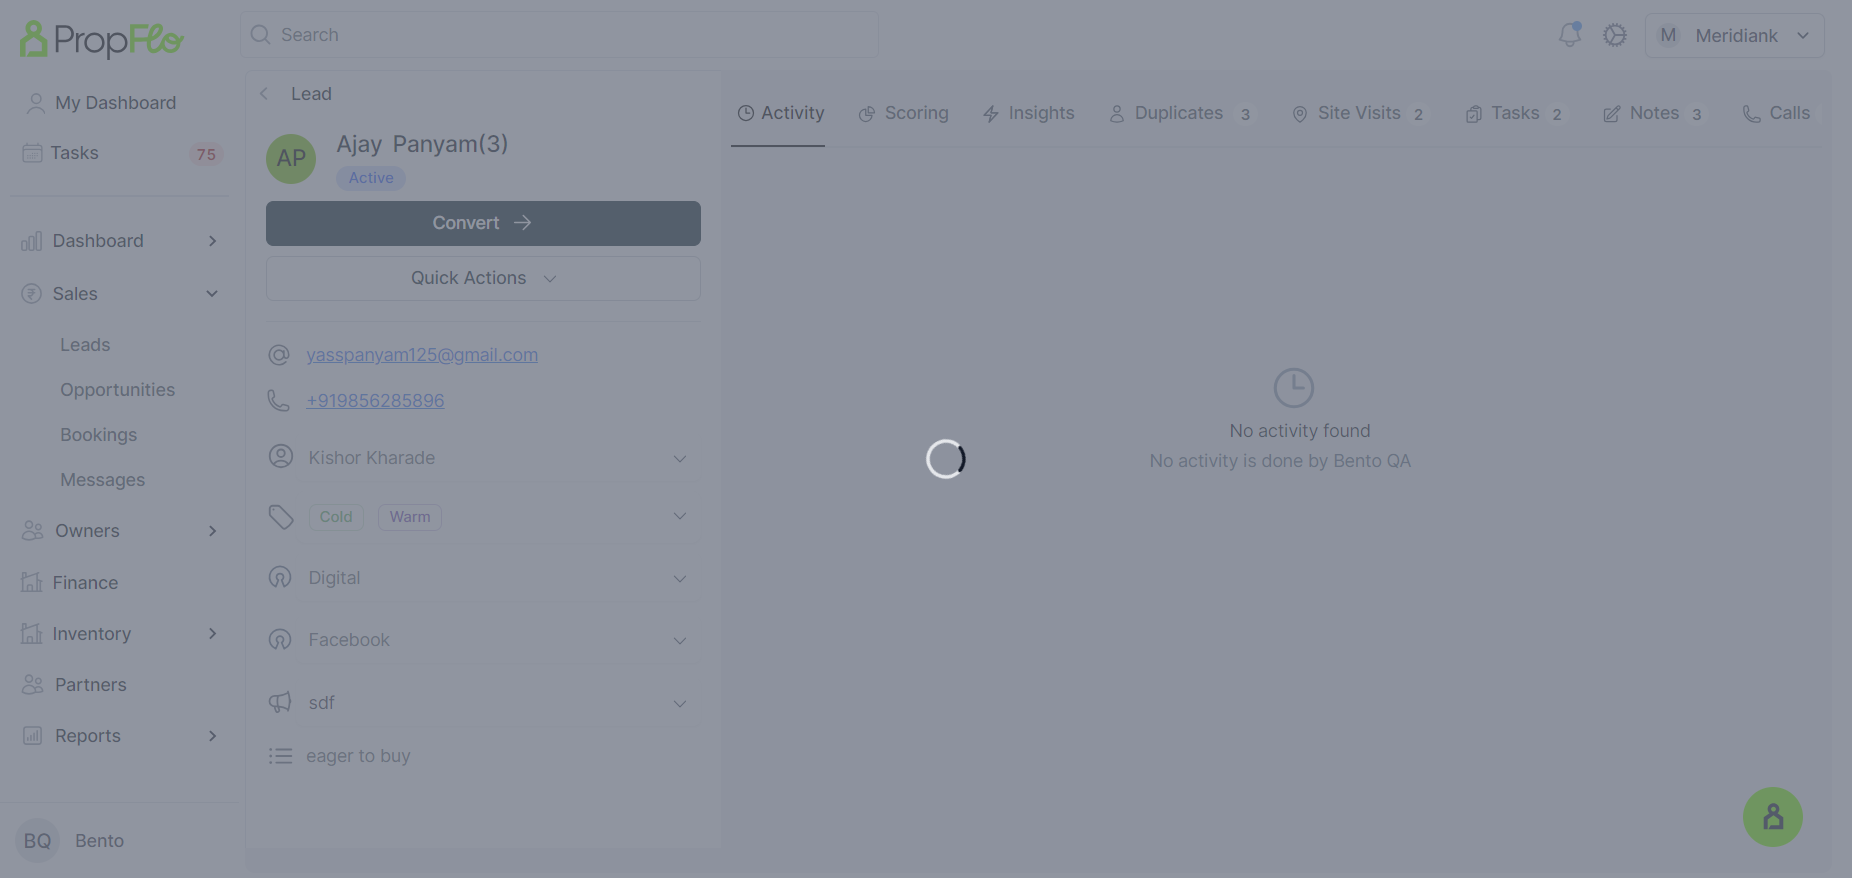 PropFlo
Search
M Meridiank
My Dashboard
Tasks 75
Dashboard
Sales
Leads
Opportunities
Bookings
Messages
Owners
Finance
Inventory
Partners
Reports
BQ Bento
Lead
AP
Ajay Panyam(3)
Active
Convert
Quick Actions
yasspanyam125@gmail.com
+919856285896
Kishor Kharade
Cold Warm
Digital
Facebook
sdf
eager to buy
Activity Scoring Insights Duplicates 3 Site Visits 2 Tasks 2 Notes 3 Calls
No activity found
No activity is done by Bento QA